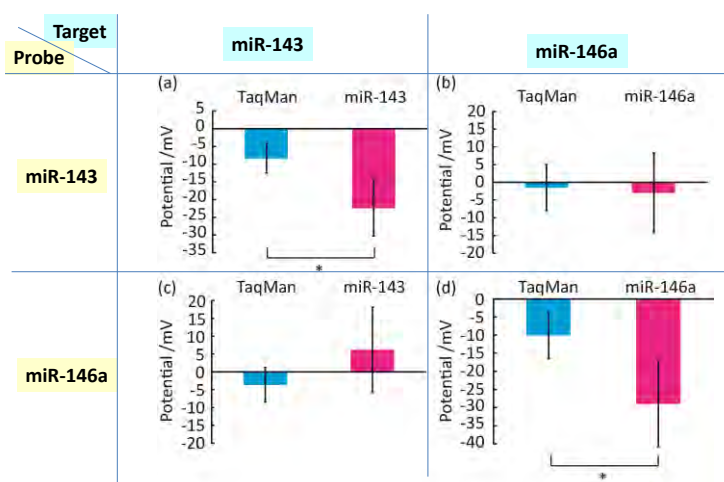 Target
Probe
miR-143
miR-146a
miR-143
(a)
TaqMan miR-143
Potential /mV
5
0
-5
-10
-15
-20
-25
-30
-35
*
(b)
TaqMan miR-146a
Potential /mV
20
15
10
5
0
-5
-10
-15
-20
miR-146a
(c)
TaqMan miR-143
Potential /mV
20
15
10
5
0
-5
-10
-15
-20
(d)
TaqMan miR-146a
Potential /mV
0
-5
-10
-15
-20
-25
-30
-35
-40
*